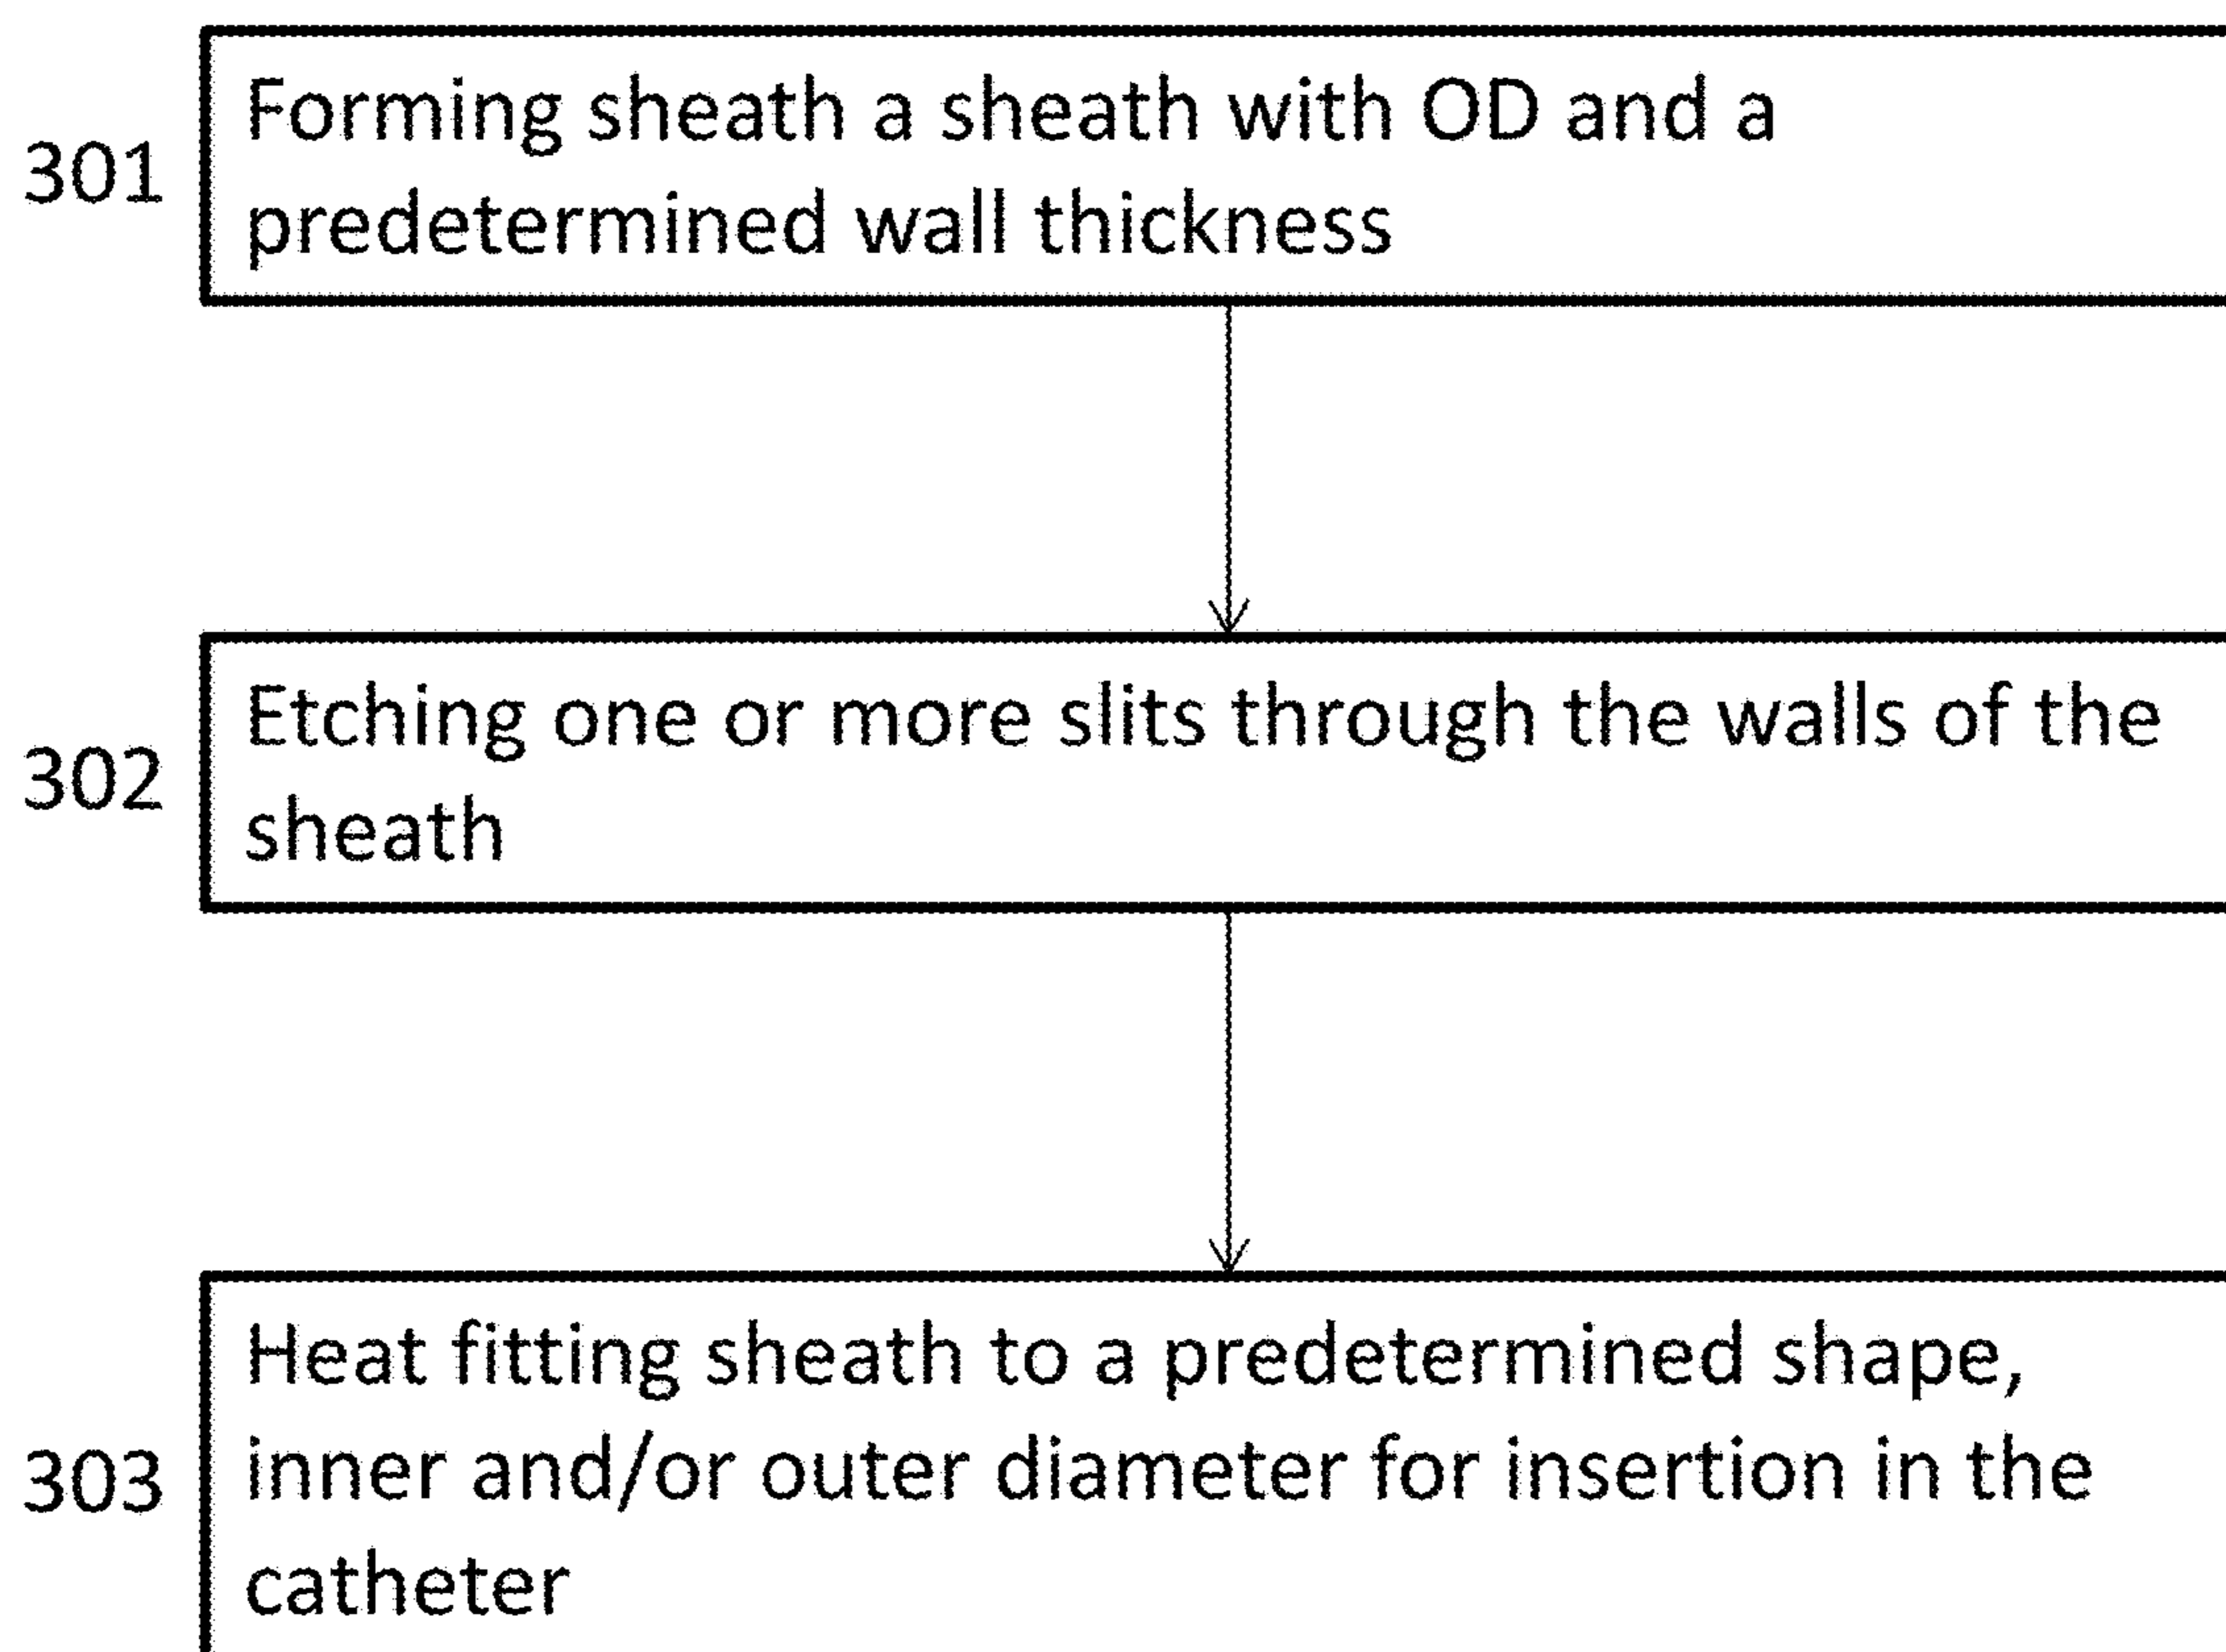 301
Forming sheath a sheath with OD and a
predetermined wall thickness
302
Etching one or more slits through the walls of the
sheath
303
Heat fitting sheath to a predetermined shape,
inner and/or outer diameter for insertion in the
catheter